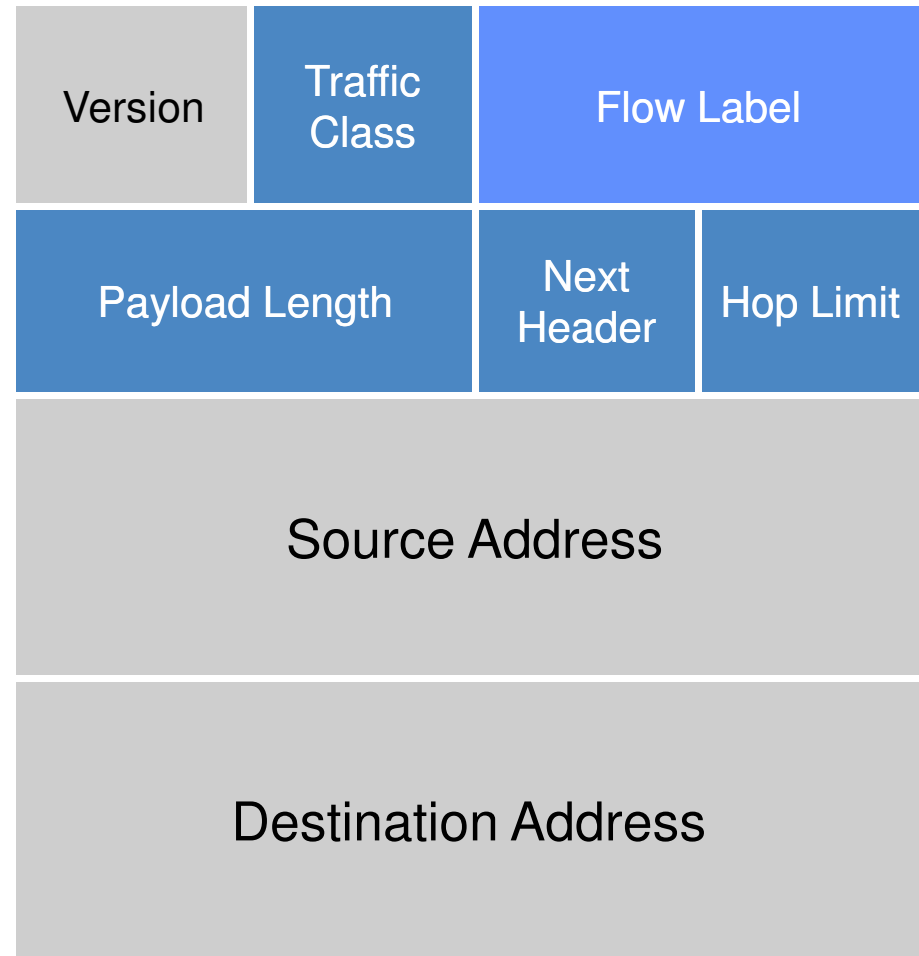 Version
Traffic
Class
Flow Label
Payload Length
Next
Header
Hop Limit
Source Address
Destination Address